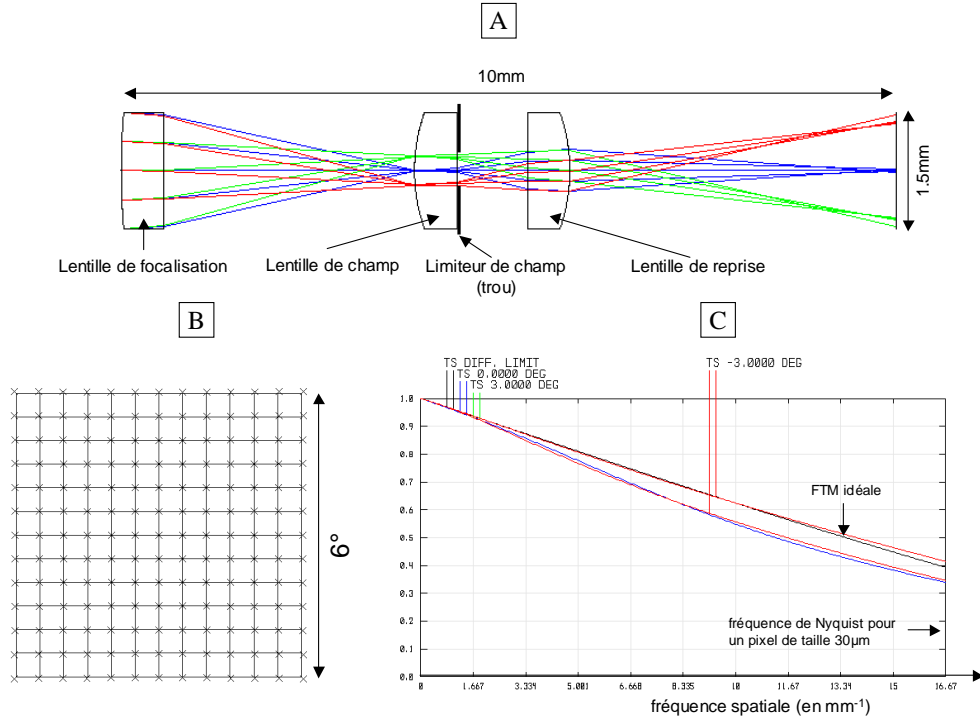 A
10mm
1.5mm
Lentille de focalisation
Lentille de champ
Limiteur de champ
(trou)
Lentille de reprise
B
C
6°
TS DIFF. LIMIT
TS 0.0000 DEG
TS 3.0000 DEG
TS -3.0000 DEG
1.0
0.9
0.8
0.7
0.6
0.5
0.4
0.3
0.2
0.1
0.0
FTM idéale
fréquence de Nyquist pour
un pixel de taille 30µm
0 1.667 3.334 5.001 6.668 8.335 10 11.67 13.34 15 16.67
fréquence spatiale (en mm-1)